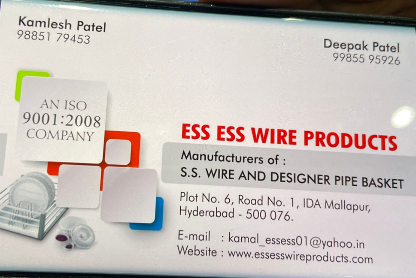 Kamlesh Patel
98851 79453
Deepak Patel
99855 95926
AN ISO
9001:2008
COMPANY
ESS ESS WIRE PRODUCTS
Manufacturers of :
S.S. WIRE AND DESIGNER PIPE BASKET
Plot No. 6, Road No. 1, IDA Mallapur,
Hyderabad - 500 076.
E-mail : kamal_essess01@yahoo.in
Website : www.essesswireproducts.com